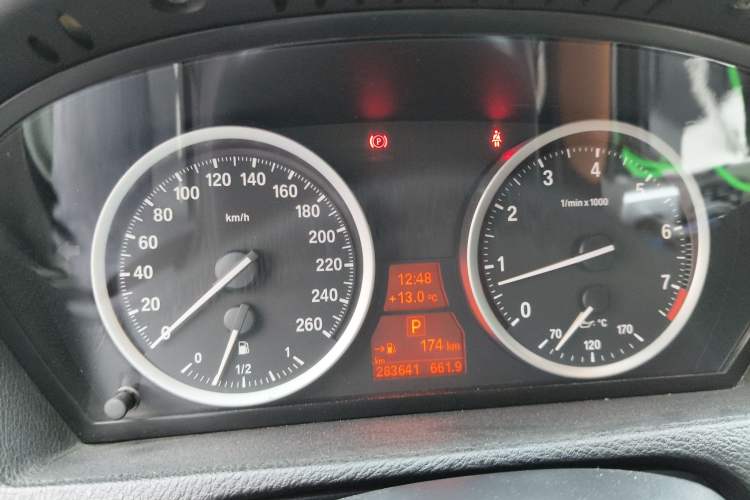 (P)
0 20 40 60 80 100 120 140 160 180 200 220 240 260
km/h
0 1/2 1
12:48
+13.0 °C
P
174 km
km
283641 661.9
0 1 2 3 4 5 6 7
1/min x 1000
70 120 170 °C